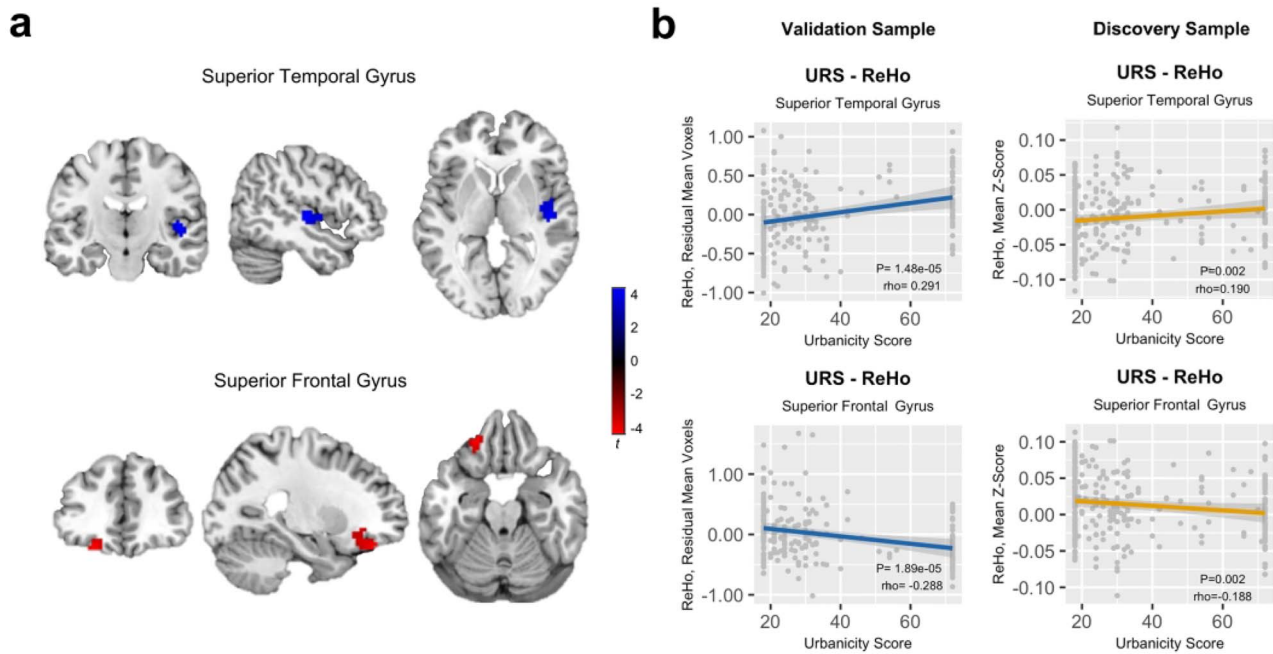 a
Superior Temporal Gyrus
4
2
0
-2
-4
t
Superior Frontal Gyrus
b
Validation Sample
Discovery Sample
URS - ReHo
Superior Temporal Gyrus
ReHo, Residual Mean Voxels
1.00
0.50
0.00
-0.50
-1.00
P= 1.48e-05
rho= 0.291
20
40
60
Urbanicity Score
URS - ReHo
Superior Temporal Gyrus
ReHo, Mean Z-Score
0.10
0.05
0.00
-0.05
-0.10
P=0.002
rho=0.190
20
40
60
Urbanicity Score
URS - ReHo
Superior Frontal Gyrus
ReHo, Residual Mean Voxels
1.00
0.00
-1.00
P= 1.89e-05
rho= -0.288
20
40
60
Urbanicity Score
URS - ReHo
Superior Frontal Gyrus
ReHo, Mean Z-Score
0.10
0.05
0.00
-0.05
-0.10
P=0.002
rho=-0.188
20
40
60
Urbanicity Score